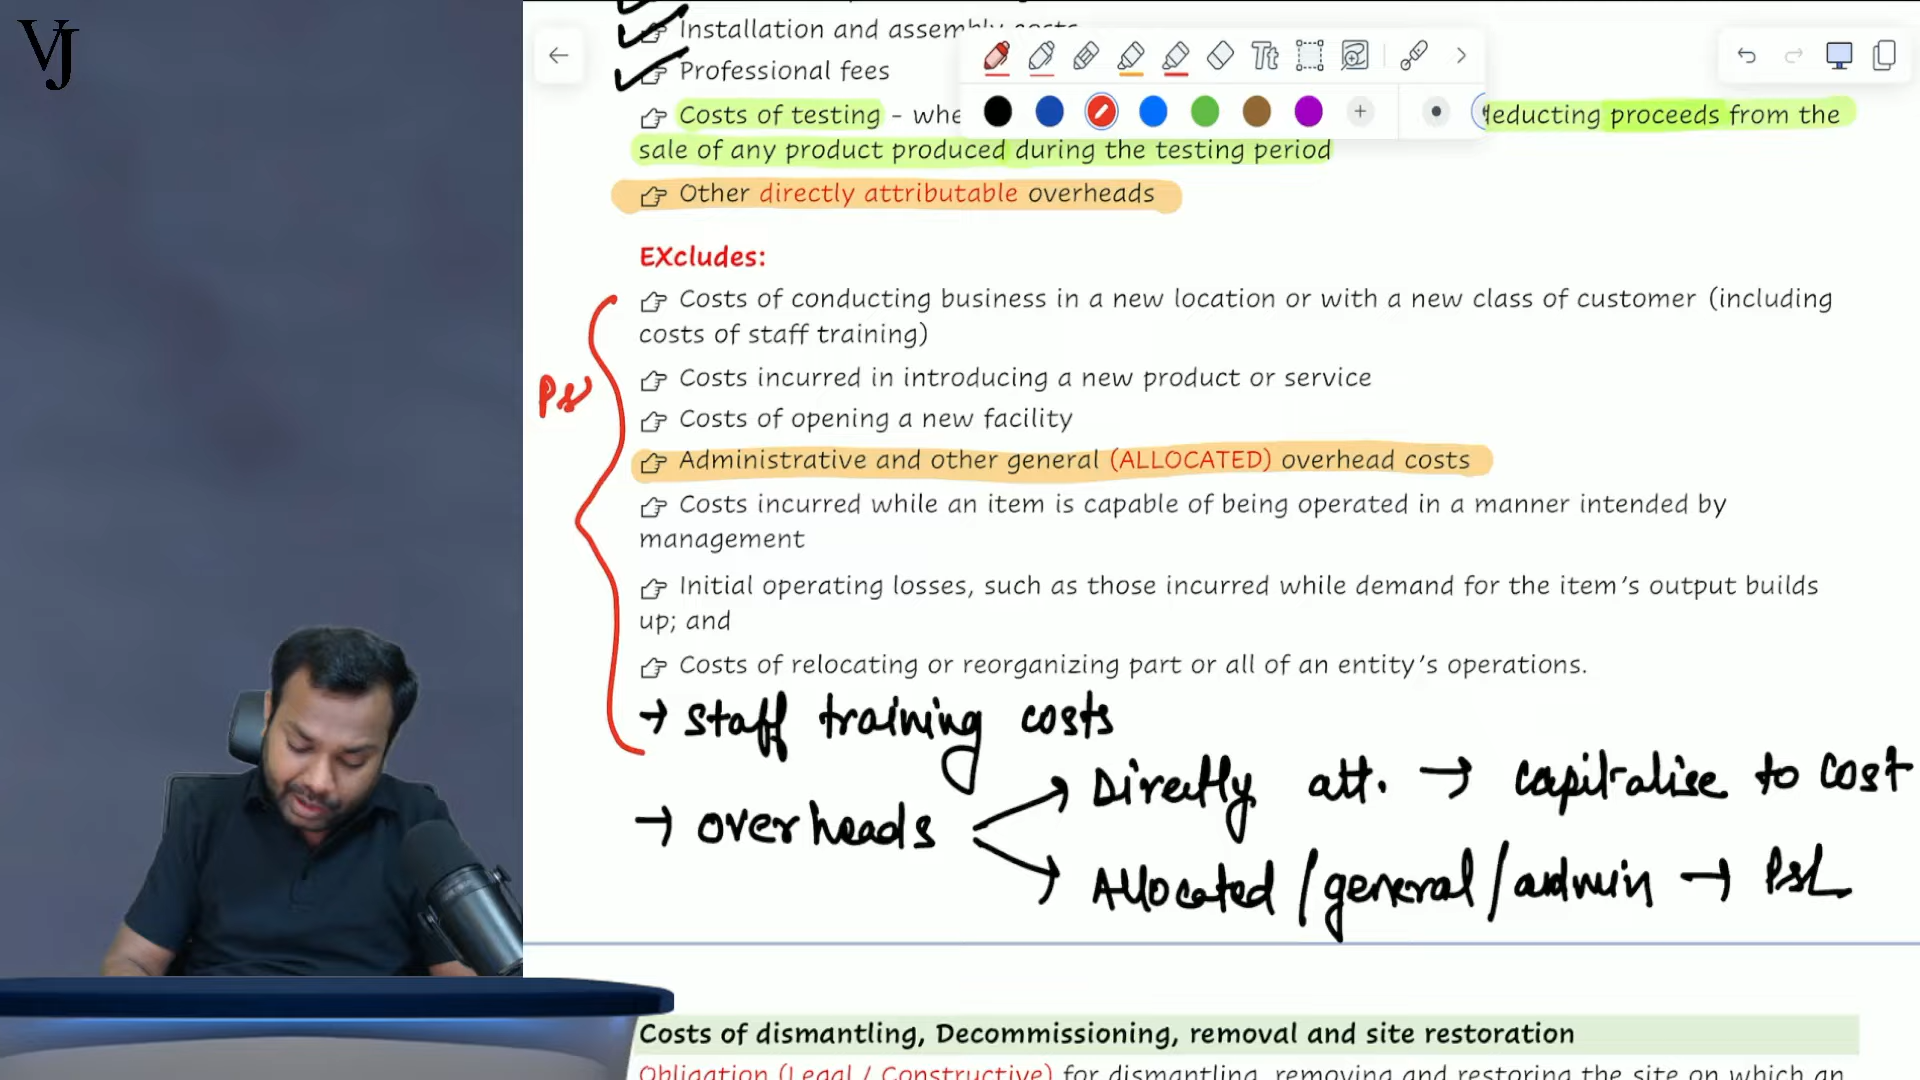 VJ
Installation and assembly costs
Professional fees
Costs of testing - whe deducting proceeds from the
sale of any product produced during the testing period
Other directly attributable overheads
EXcludes:
Costs of conducting business in a new location or with a new class of customer (including
costs of staff training)
Costs incurred in introducing a new product or service
Costs of opening a new facility
Administrative and other general (ALLOCATED) overhead costs
Costs incurred while an item is capable of being operated in a manner intended by
management
Initial operating losses, such as those incurred while demand for the item's output builds
up; and
Costs of relocating or reorganizing part or all of an entity's operations.
→ staff training costs
→ overheads
→ Directly att. → capitalise to cost
→ Allocated / general / admin → P&L
Costs of dismantling, Decommissioning, removal and site restoration
Obligation (Legal / Constructive) for dismantling, removing and restoring the site on which an